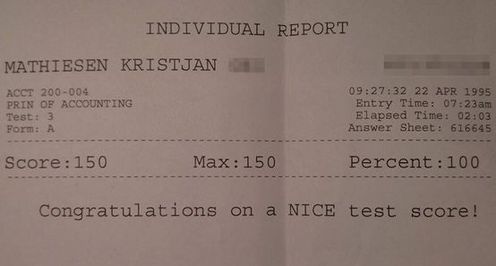 INDIVIDUAL REPORT
MATHIESEN KRISTJAN
ACCT 200-004
09:27:32 22 APR 1995
PRIN OF ACCOUNTING
Entry Time: 07:23am
Test: 3
Elapsed Time: 02:03
Form: A
Answer Sheet: 616645
Score:150 Max:150 Percent:100
Congratulations on a NICE test score!